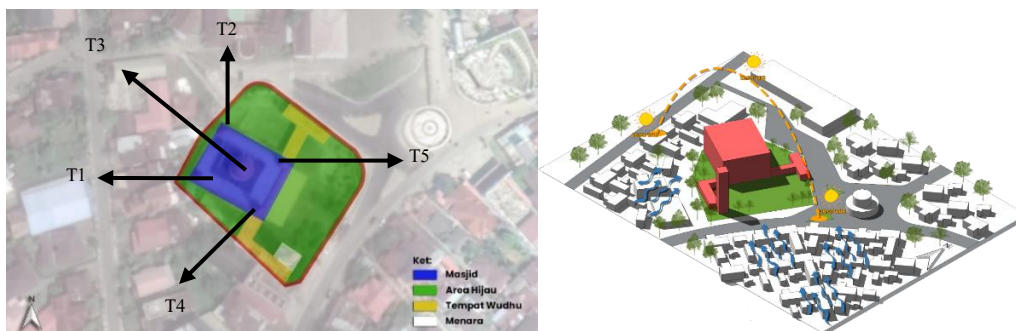 T2
T3
T1
T5
T4
Ket:
Masjid
Area Hijau
Tempat Wudhu
Menara
N